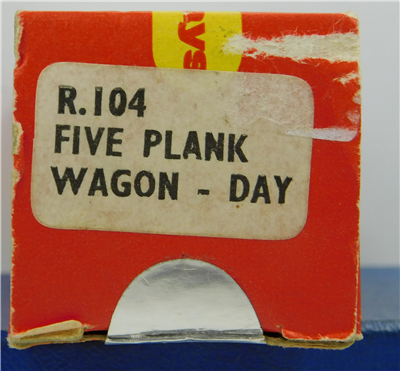 R.104
FIVE PLANK
WAGON - DAY